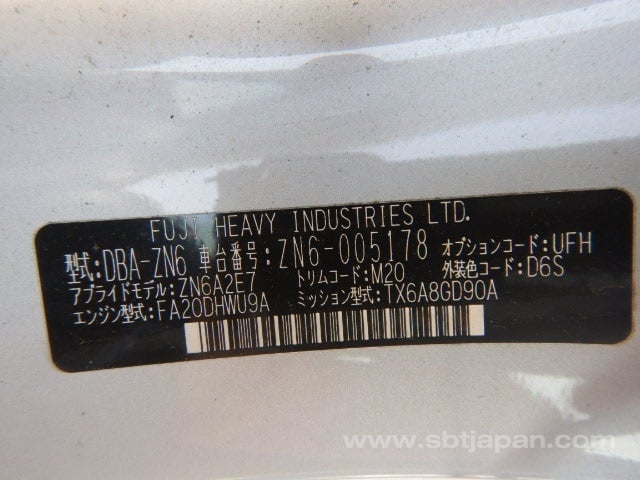 FUJI HEAVY INDUSTRIES LTD.
型式:DBA-ZN6 車台番号:ZN6-005178 オプションコード:UFH
アプライドモデル:ZN6A2E7 トリムコード:M20 外装色コード:D6S
エンジン型式:FA20DHWU9A ミッション型式:TX6A8GD90A
www.sbtjapan.com